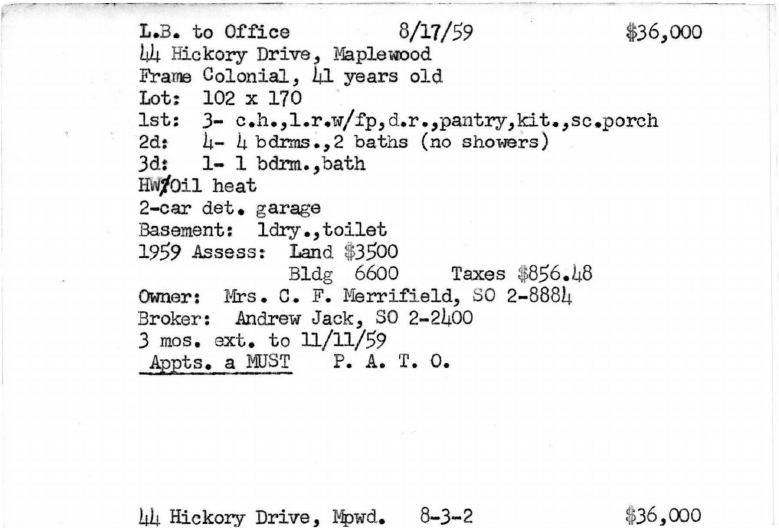 L.B. to Office 8/17/59 $36,000
44 Hickory Drive, Maplewood
Frame Colonial, 41 years old
Lot: 102 x 170
1st: 3- c.h.,l.r.w/fp,d.r.,pantry,kit.,sc.porch
2d: 4- 4 bdrms.,2 baths (no showers)
3d: 1- 1 bdrm.,bath
HW/Oil heat
2-car det. garage
Basement: ldry.,toilet
1959 Assess: Land $3500
Bldg 6600 Taxes $856.48
Owner: Mrs. C. F. Merrifield, SO 2-8884
Broker: Andrew Jack, SO 2-2400
3 mos. ext. to 11/11/59
Appts. a MUST P. A. T. O.
44 Hickory Drive, Mpwd. 8-3-2 $36,000